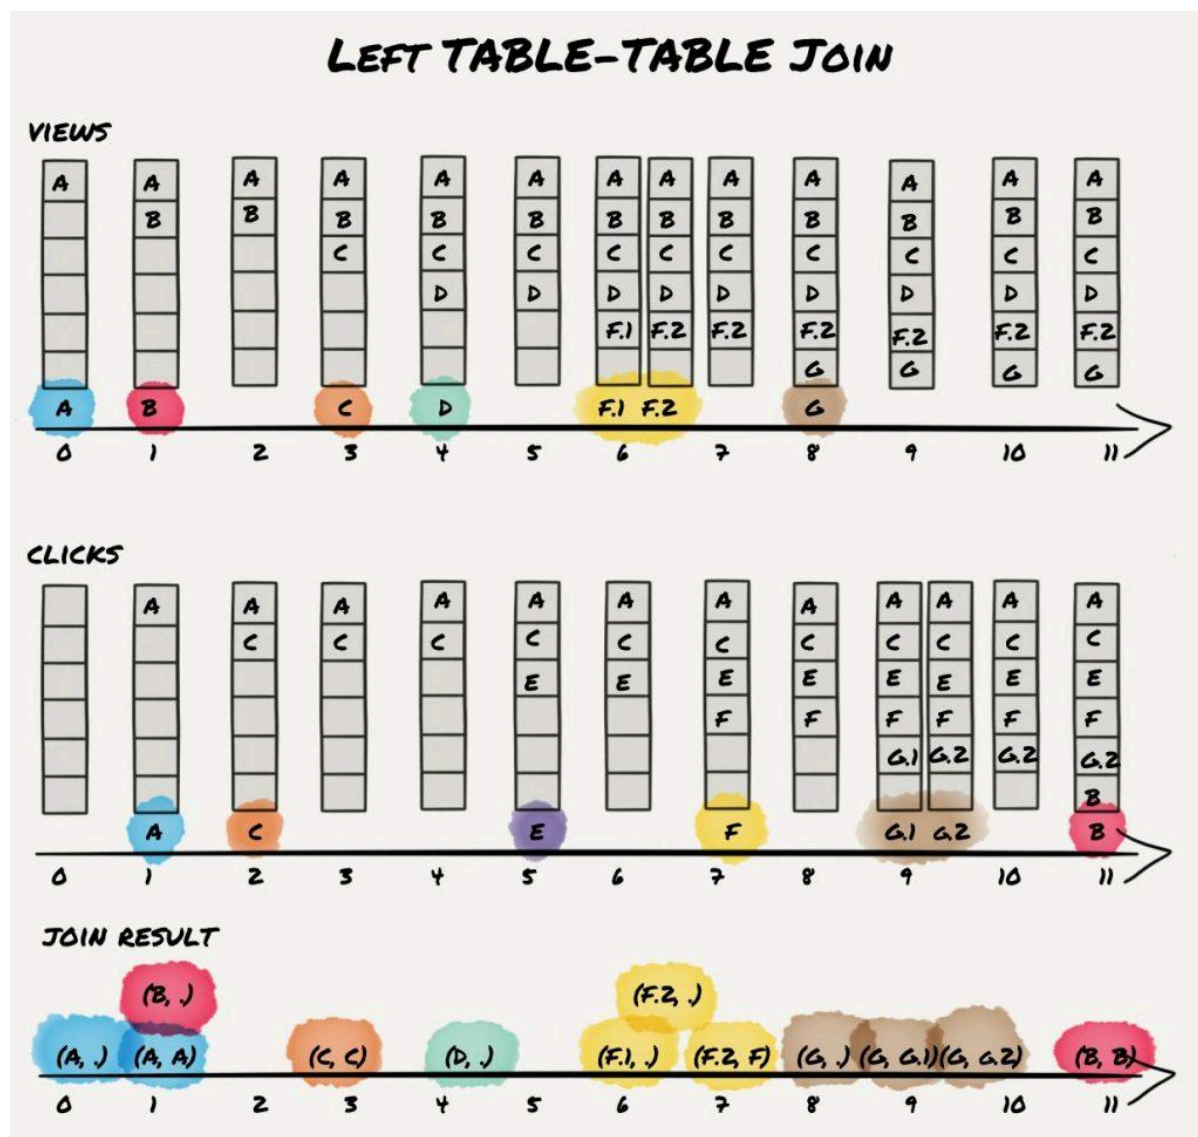 LEFT TABLE-TABLE JOIN
VIEWS
A A A A A A A A A A A A A
B B B B B B B B B B B B
C C C C C C C C C C
D D D D D D D D D
F.1 F.2 F.2 F.2 F.2 F.2 F.2
G G G G
A B C D F.1 F.2 G
0 1 2 3 4 5 6 7 8 9 10 11
CLICKS
A A A A A A A A A A A A
C C C C C C C C C C C
E E E E E E E E
F F F F F F
G.1 G.2 G.2 G.2
B
A C E F G.1 G.2 B
0 1 2 3 4 5 6 7 8 9 10 11
JOIN RESULT
(B, .) (F.2, .)
(A, .) (A, A) (C, C) (D, .) (F.1, .) (F.2, F) (G, .) (G, G.1) (G, G.2) (B, B)
0 1 2 3 4 5 6 7 8 9 10 11